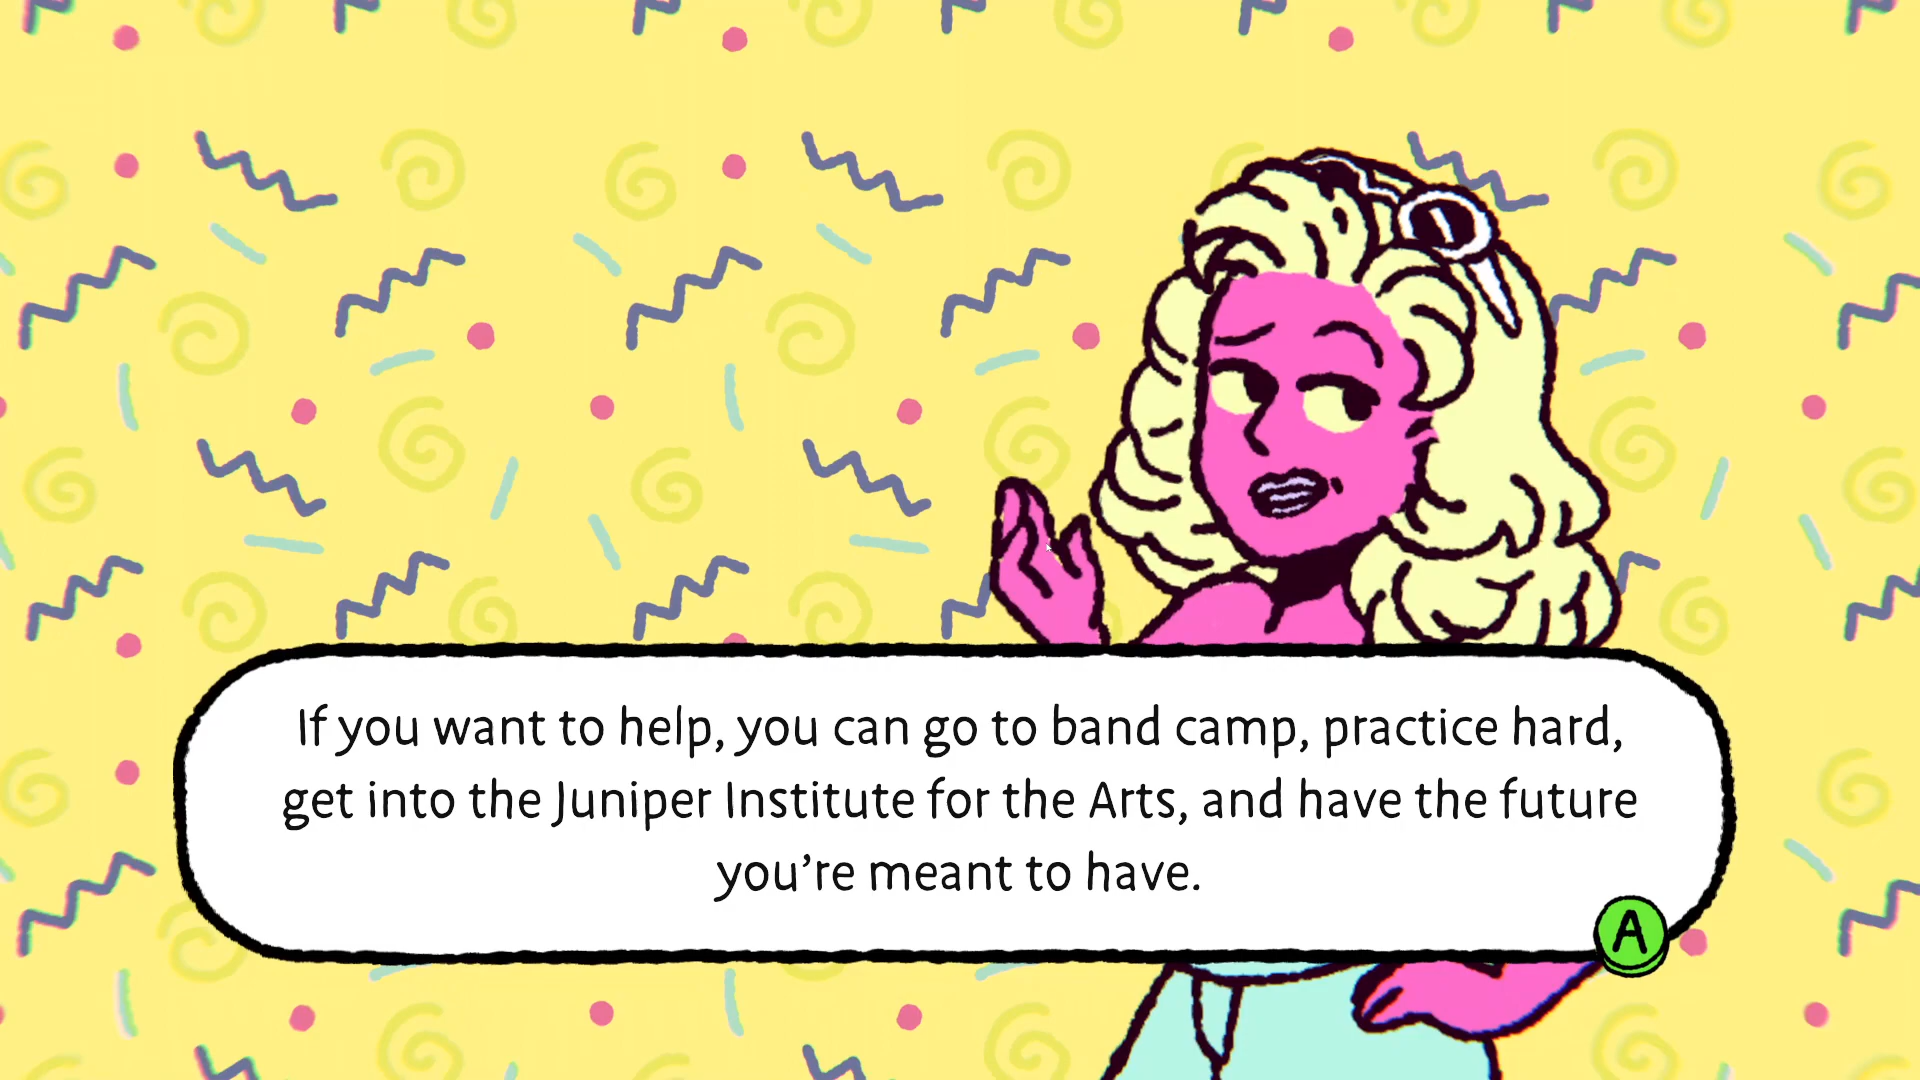 If you want to help, you can go to band camp, practice hard,
get into the Juniper Institute for the Arts, and have the future
you're meant to have.
A